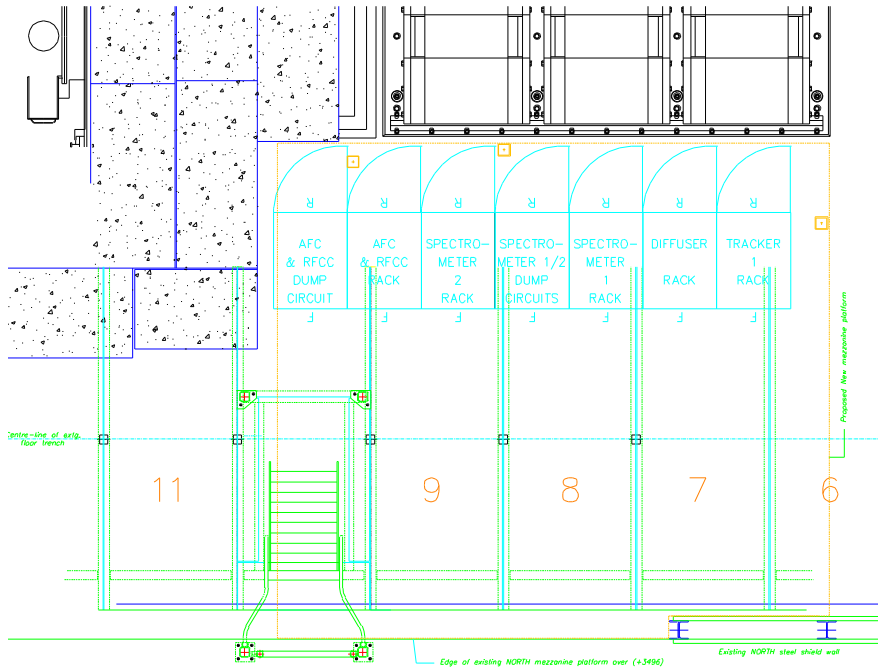 R R R R R R R
AFC
& RFCC
DUMP
CIRCUIT
AFC
& RFCC
RACK
SPECTRO-
METER
2
RACK
SPECTRO-
METER 1/2
DUMP
CIRCUITS
SPECTRO-
METER
1
RACK
DIFFUSER
RACK
TRACKER
1
RACK
F F F F F F F
Proposed New mezzanine platform
Centre-line of extg.
floor trench
11 9 8 7 6
Existing NORTH steel shield wall
Edge of existing NORTH mezzanine platform over (+3496)